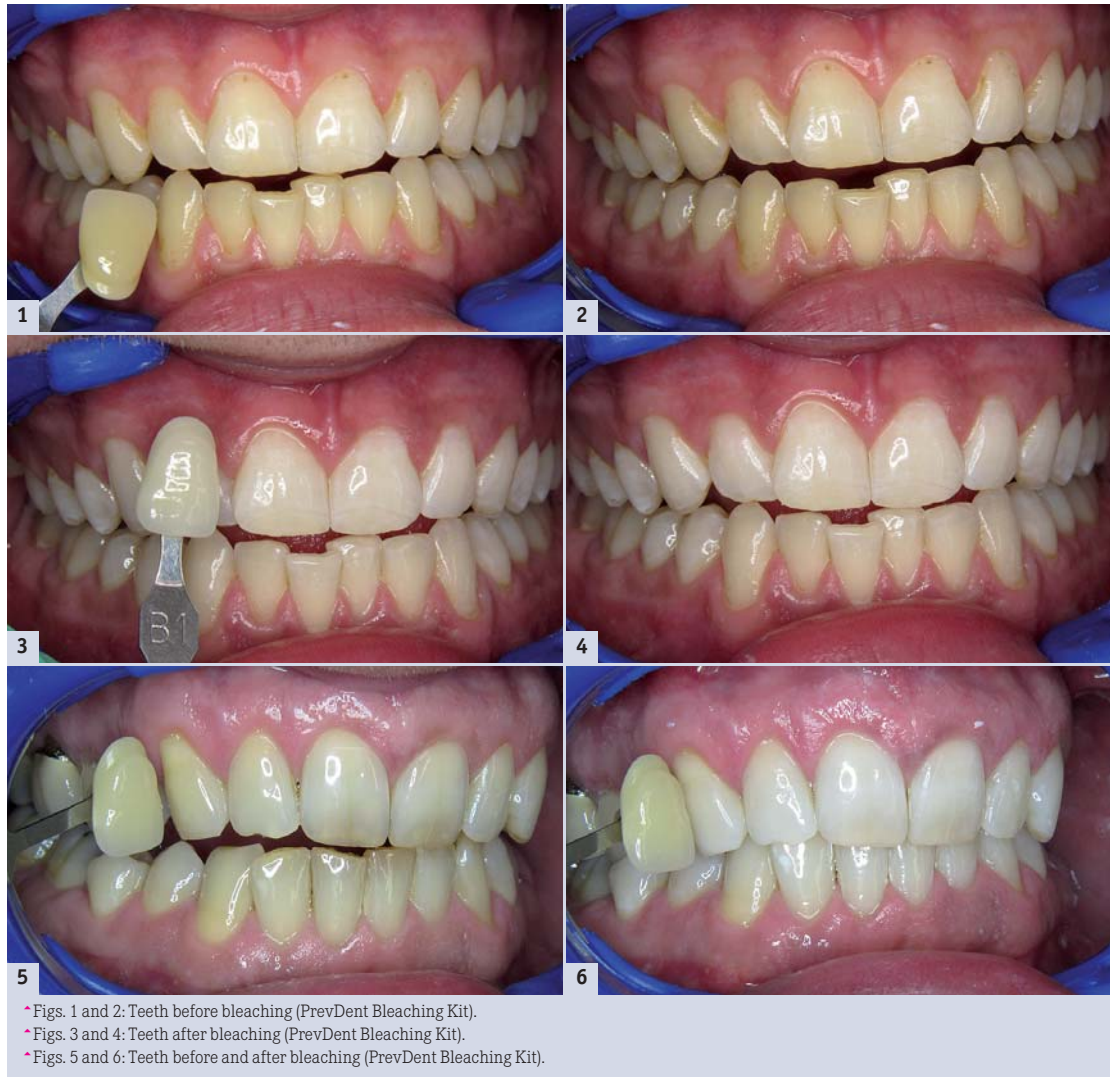 1
2
3
B1
4
5
6
Figs. 1 and 2: Teeth before bleaching (PrevDent Bleaching Kit).
Figs. 3 and 4: Teeth after bleaching (PrevDent Bleaching Kit).
Figs. 5 and 6: Teeth before and after bleaching (PrevDent Bleaching Kit).